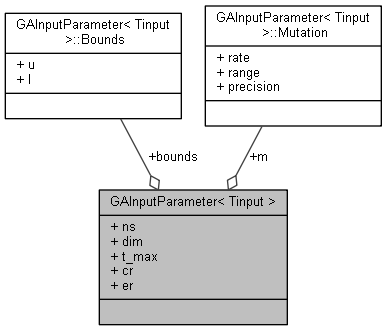 GAInputParameter< Tinput
>::Bounds
+ u
+ l
GAInputParameter< Tinput
>::Mutation
+ rate
+ range
+ precision
+bounds
+m
GAInputParameter< Tinput >
+ ns
+ dim
+ t_max
+ cr
+ er